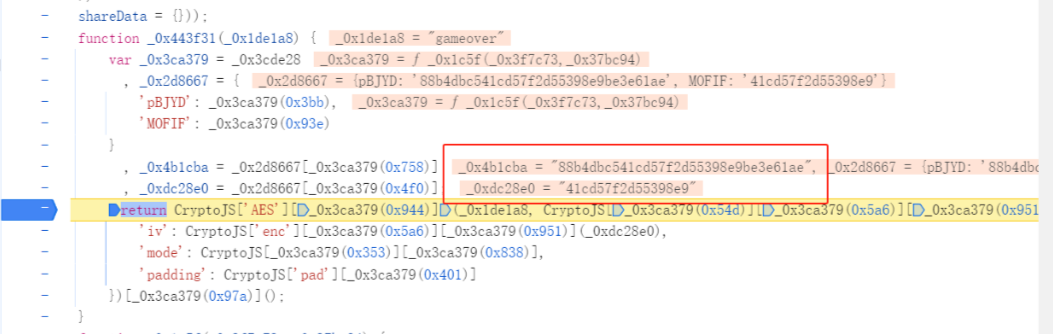 shareData = {}));
function _0x443f31(_0x1de1a8) { _0x1de1a8 = "gameover"
var _0x3ca379 = _0x3cde28 _0x3ca379 = ƒ _0x1c5f(_0x3f7c73,_0x37bc94)
, _0x2d8667 = { _0x2d8667 = {pBJYD: '88b4dbc541cd57f2d55398e9be3e61ae', MOFIF: '41cd57f2d55398e9'}
'pBJYD': _0x3ca379(0x3bb), _0x3ca379 = ƒ _0x1c5f(_0x3f7c73,_0x37bc94)
'MOFIF': _0x3ca379(0x93e)
}
, _0x4b1cba = _0x2d8667[_0x3ca379(0x758)] _0x4b1cba = "88b4dbc541cd57f2d55398e9be3e61ae", _0x2d8667 = {pBJYD: '88b4dbc
, _0xdc28e0 = _0x2d8667[_0x3ca379(0x4f0)] _0xdc28e0 = "41cd57f2d55398e9"
return CryptoJS['AES'][_0x3ca379(0x944)](_0x1de1a8, CryptoJS[_0x3ca379(0x54d)][_0x3ca379(0x5a6)][_0x3ca379(0x951
'iv': CryptoJS['enc'][_0x3ca379(0x5a6)][_0x3ca379(0x951)](_0xdc28e0),
'mode': CryptoJS[_0x3ca379(0x353)][_0x3ca379(0x838)],
'padding': CryptoJS['pad'][_0x3ca379(0x401)]
})[_0x3ca379(0x97a)]();
}